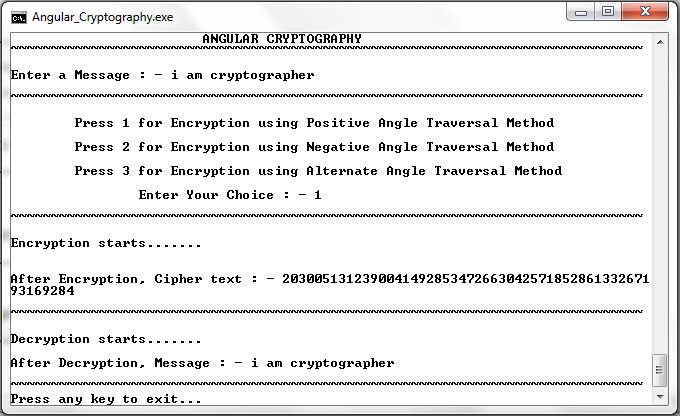 Angular_Cryptography.exe
ANGULAR CRYPTOGRAPHY
Enter a Message : - i am cryptographer
Press 1 for Encryption using Positive Angle Traversal Method
Press 2 for Encryption using Negative Angle Traversal Method
Press 3 for Encryption using Alternate Angle Traversal Method
Enter Your Choice : - 1
Encryption starts.......
After Encryption, Cipher text : - 2030051312390041492853472663042571852861332671
93169284
Decryption starts.......
After Decryption, Message : - i am cryptographer
Press any key to exit...